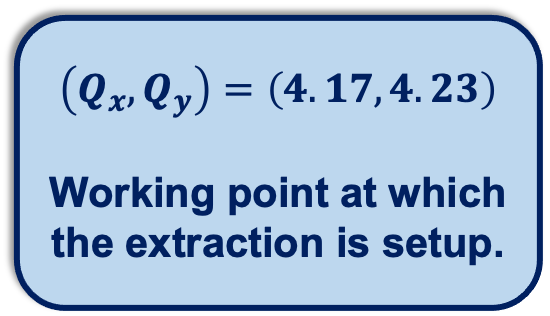 (Qx, Qy) = (4. 17, 4. 23)
Working point at which
the extraction is setup.